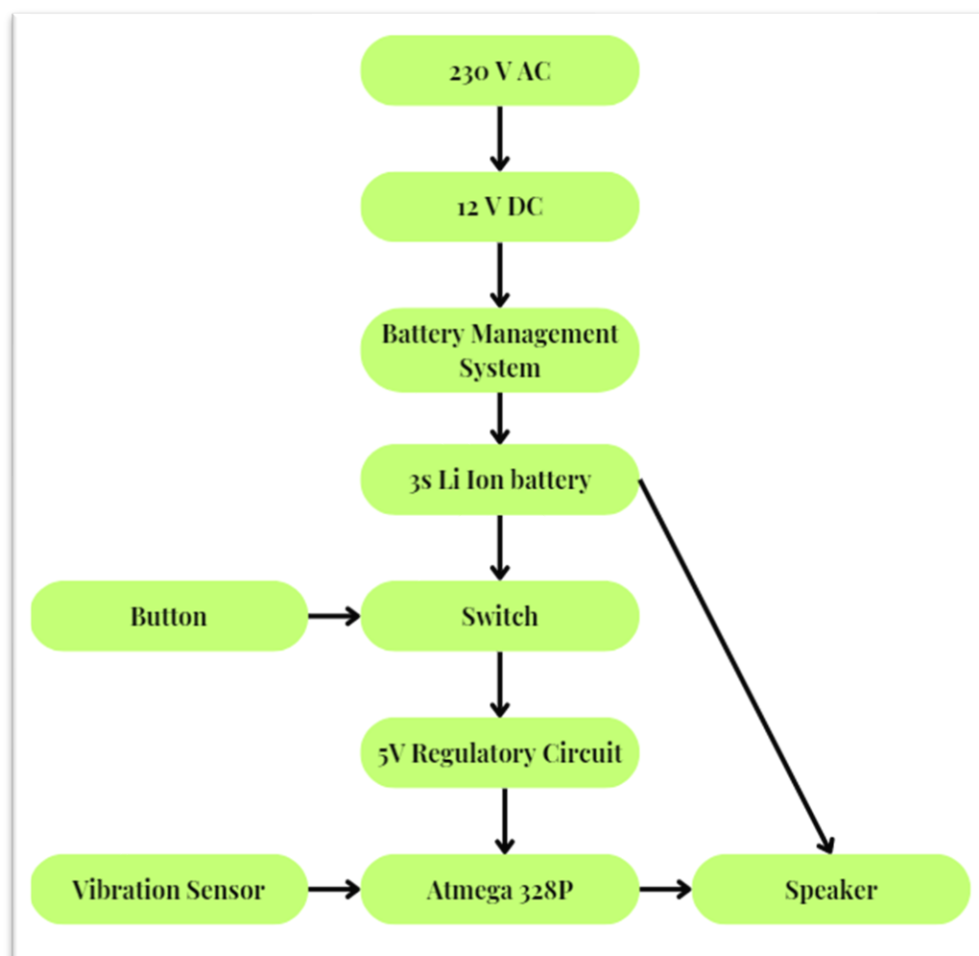 230 V AC
12 V DC
Battery Management
System
3s Li Ion battery
Button
Switch
5V Regulatory Circuit
Vibration Sensor
Atmega 328P
Speaker